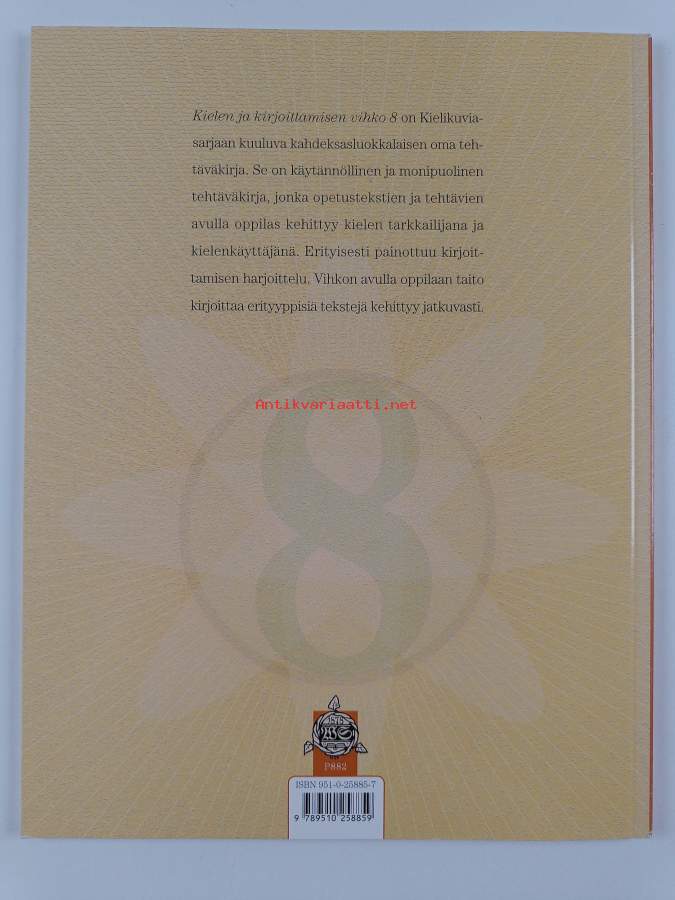 Kielen ja kirjoittamisen vihko 8 on Kielikuvia-
sarjaan kuuluva kahdeksasluokkalaisen oma teh-
täväkirja. Se on käytännöllinen ja monipuolinen
tehtäväkirja, jonka opetustekstien ja tehtävien
avulla oppilas kehittyy kielen tarkkailijana ja
kielenkäyttäjänä. Erityisesti painottuu kirjoit-
tamisen harjoittelu. Vihkon avulla oppilaan taito
kirjoittaa erityyppisiä tekstejä kehittyy jatkuvasti.
Antikvariaatti.net
8
1878
WS
P882
ISBN 951-0-25885-7
9 789510 258859